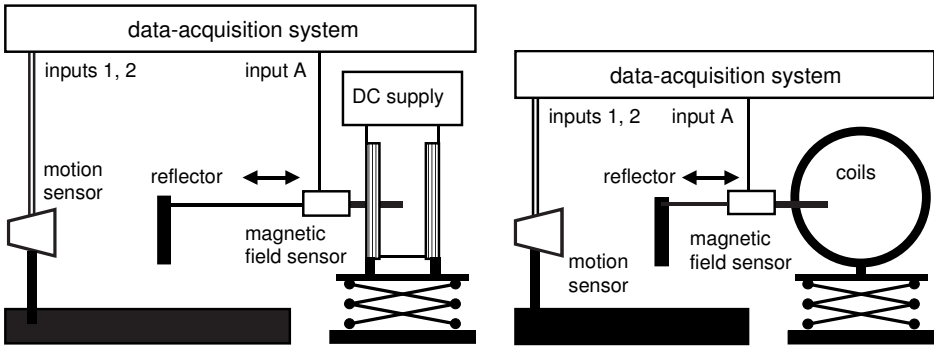 data-acquisition system
inputs 1, 2
input A
DC supply
motion
sensor
reflector
magnetic
field sensor
data-acquisition system
inputs 1, 2
input A
reflector
coils
magnetic
field sensor
motion
sensor